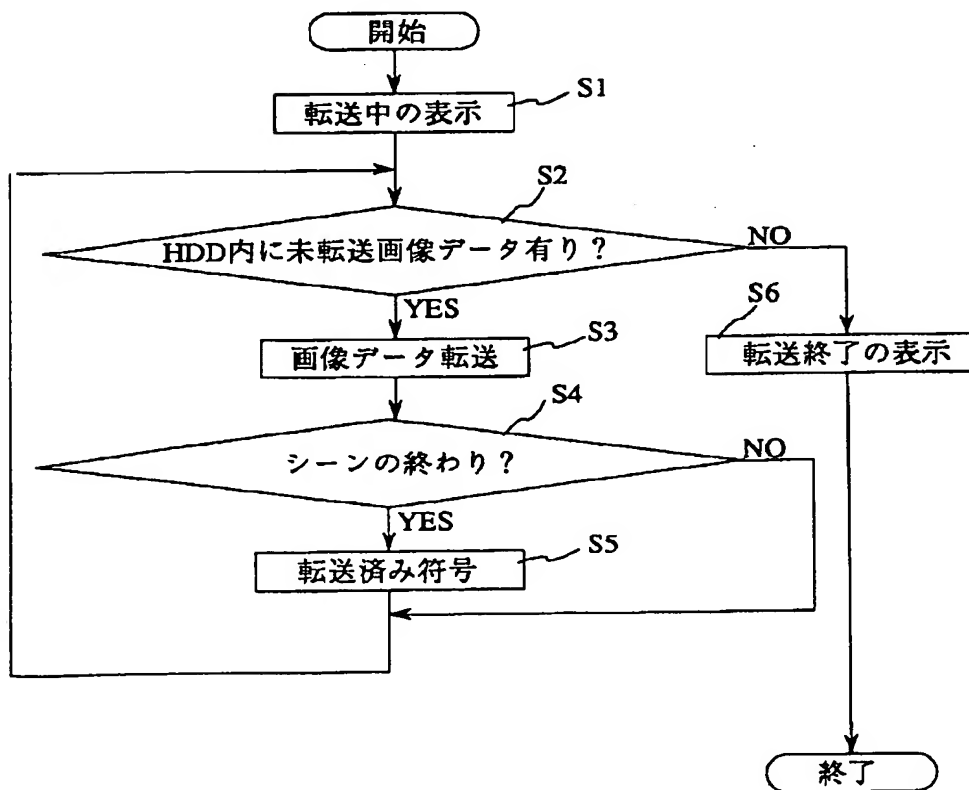 開始
S1
転送中の表示
S2
HDD内に未転送画像データ有り?
NO
YES
S6
転送終了の表示
S3
画像データ転送
S4
シーンの終わり?
NO
YES
S5
転送済み符号
終了